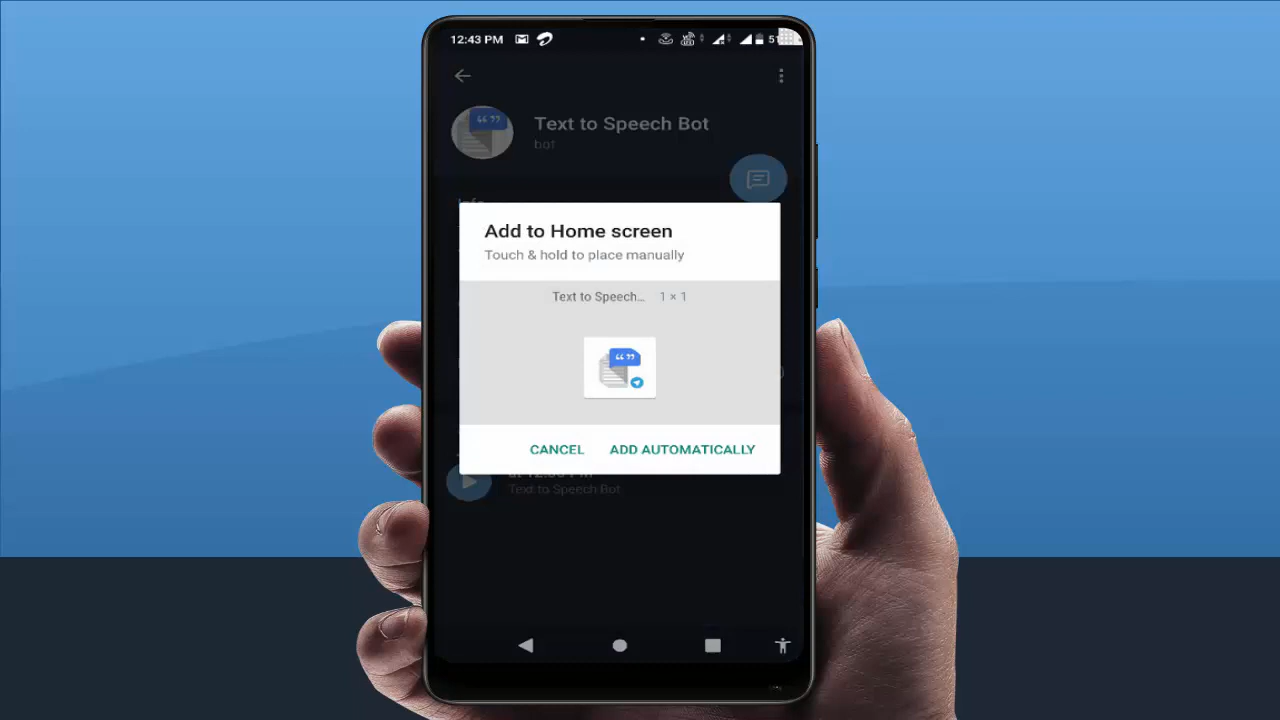 12:43 PM
Text to Speech Bot
bot
Add to Home screen
Touch & hold to place manually
Text to Speech... 1 × 1
CANCEL ADD AUTOMATICALLY
Text to Speech Bot